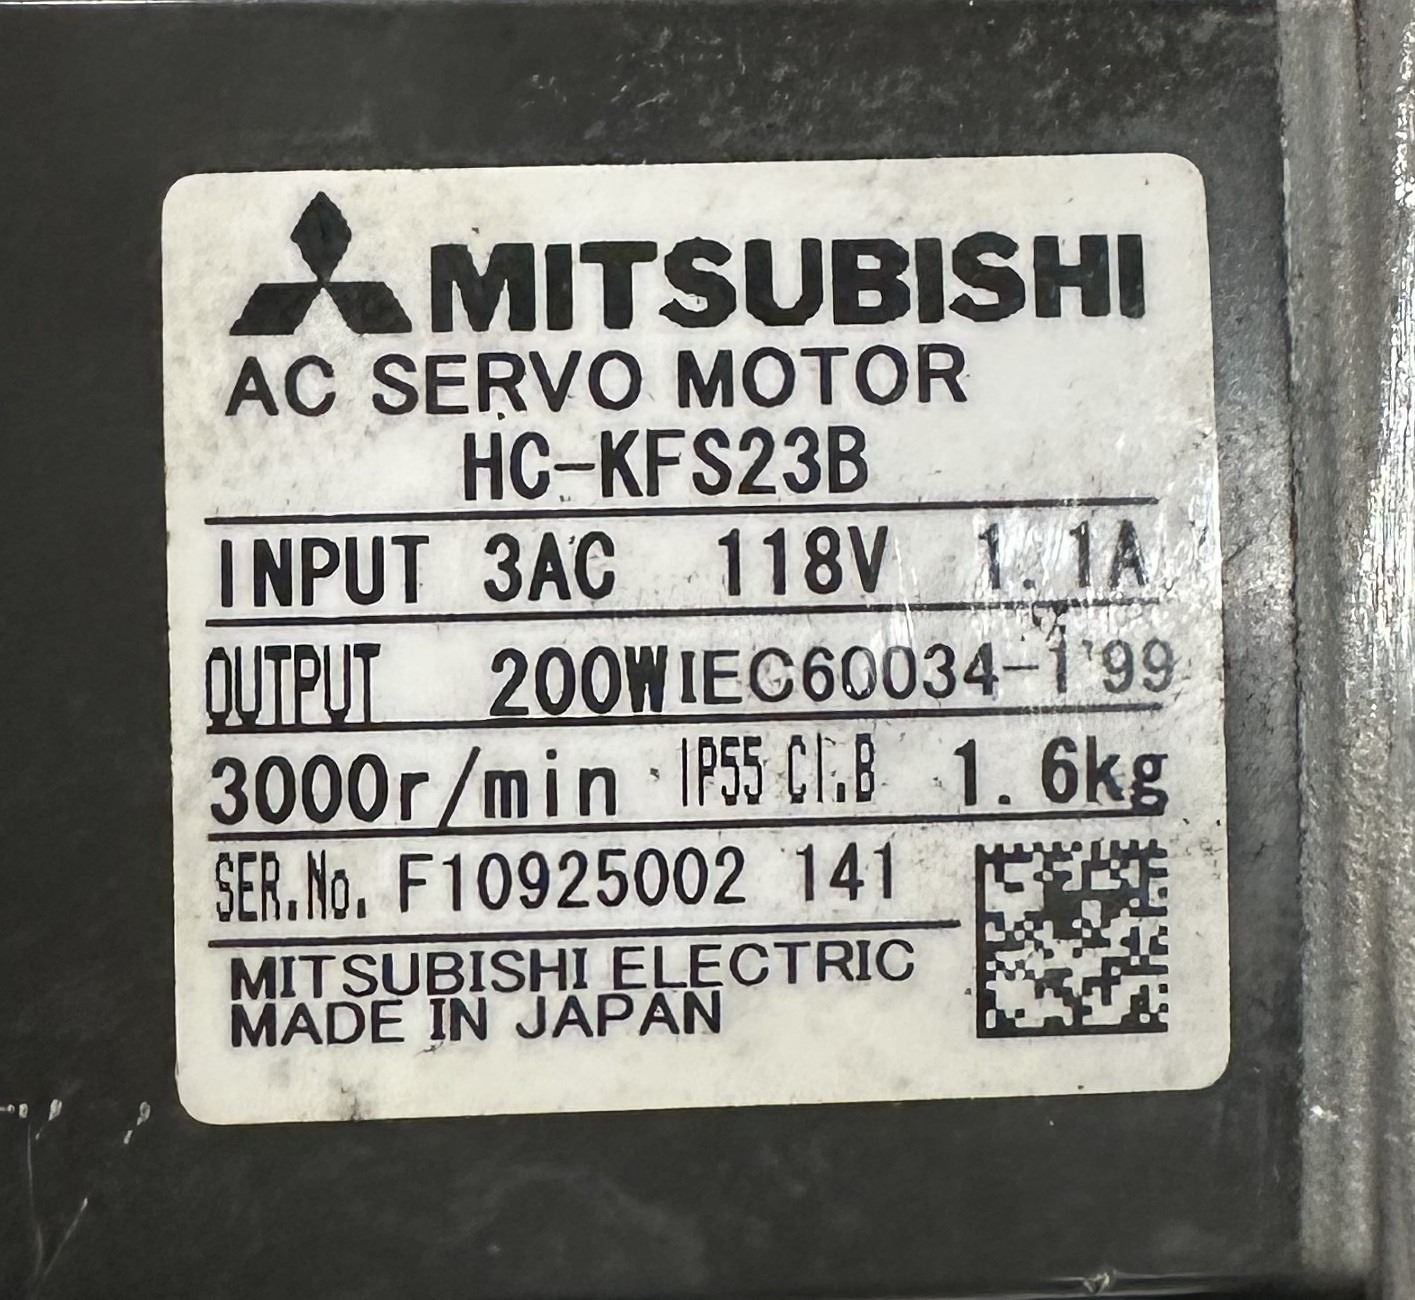 MITSUBISHI
AC SERVO MOTOR
HC-KFS23B
INPUT 3AC 118V 1.1A
OUTPUT 200W IEC60034-1'99
3000r/min IP55 CI.B 1.6kg
SER.No. F10925002 141
MITSUBISHI ELECTRIC
MADE IN JAPAN